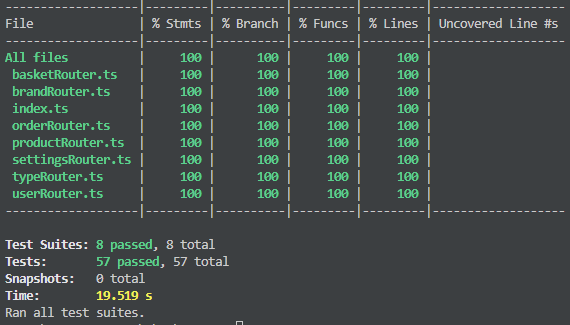 -------------------|---------|----------|---------|---------|-------------------
File               | % Stmts | % Branch | % Funcs | % Lines | Uncovered Line #s
-------------------|---------|----------|---------|---------|-------------------
All files          |     100 |      100 |     100 |     100 |
 basketRouter.ts   |     100 |      100 |     100 |     100 |
 brandRouter.ts    |     100 |      100 |     100 |     100 |
 index.ts          |     100 |      100 |     100 |     100 |
 orderRouter.ts    |     100 |      100 |     100 |     100 |
 productRouter.ts  |     100 |      100 |     100 |     100 |
 settingsRouter.ts |     100 |      100 |     100 |     100 |
 typeRouter.ts     |     100 |      100 |     100 |     100 |
 userRouter.ts     |     100 |      100 |     100 |     100 |
-------------------|---------|----------|---------|---------|-------------------
Test Suites: 8 passed, 8 total
Tests:       57 passed, 57 total
Snapshots:   0 total
Time:        19.519 s
Ran all test suites.